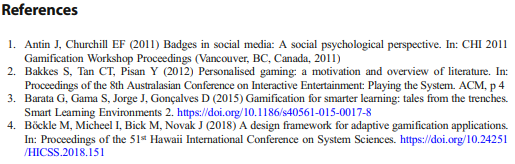 References
1. Antin J, Churchill EF (2011) Badges in social media: A social psychological perspective. In: CHI 2011
Gamification Workshop Proceedings (Vancouver, BC, Canada, 2011)
2. Bakkes S, Tan CT, Pisan Y (2012) Personalised gaming: a motivation and overview of literature. In:
Proceedings of the 8th Australasian Conference on Interactive Entertainment: Playing the System. ACM, p 4
3. Barata G, Gama S, Jorge J, Gonçalves D (2015) Gamification for smarter learning: tales from the trenches.
Smart Learning Environments 2. https://doi.org/10.1186/s40561-015-0017-8
4. Böckle M, Micheel I, Bick M, Novak J (2018) A design framework for adaptive gamification applications.
In: Proceedings of the 51st Hawaii International Conference on System Sciences. https://doi.org/10.24251
/HICSS.2018.151